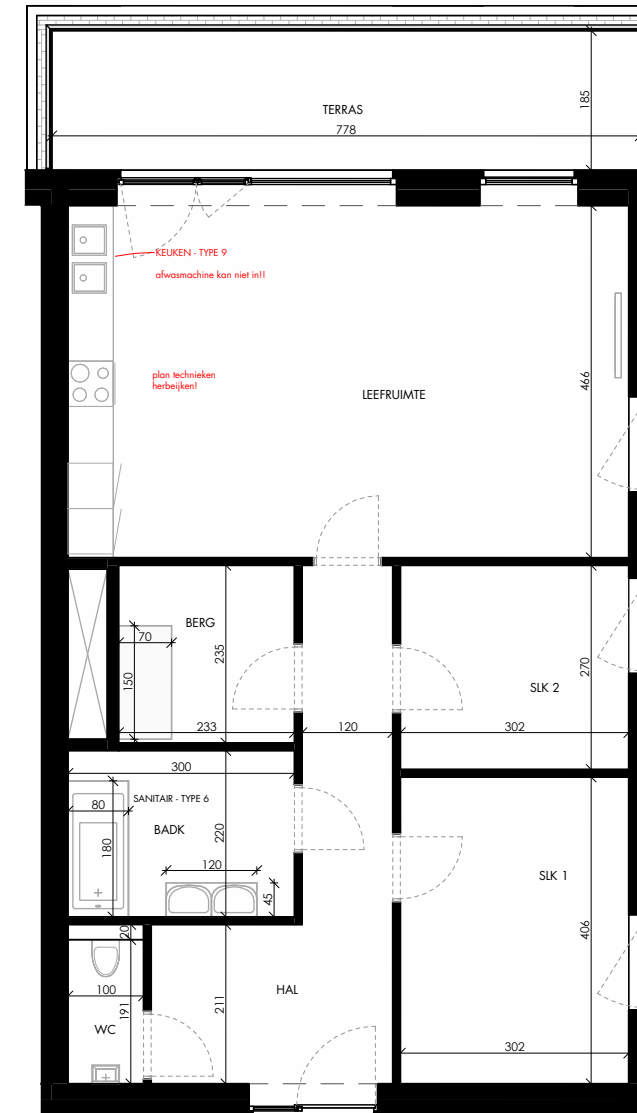 TERRAS
778
185
KEUKEN - TYPE 9
afwasmachine kan niet in!!
plan technieken
herbeijken!
LEEFRUIMTE
466
BERG
70
235
150
233
120
SLK 2
270
302
300
SANITAIR - TYPE 6
80
BADK
180
220
120
45
SLK 1
406
20
HAL
100
191
211
WC
302